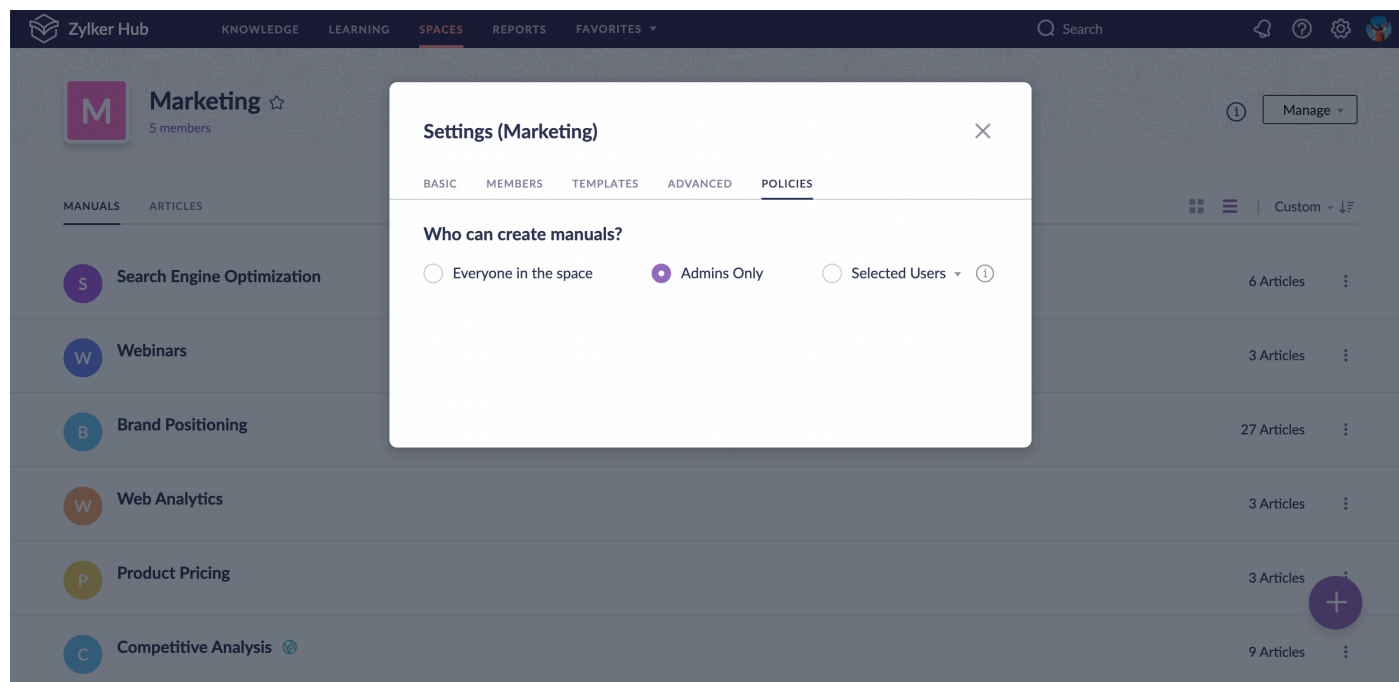 Zylker Hub KNOWLEDGE LEARNING SPACES REPORTS FAVORITES Search
M
Marketing
5 members
Manage
MANUALS ARTICLES
Custom
Settings (Marketing)
BASIC MEMBERS TEMPLATES ADVANCED POLICIES
Who can create manuals?
Everyone in the space Admins Only Selected Users
S Search Engine Optimization 6 Articles
W Webinars 3 Articles
B Brand Positioning 27 Articles
W Web Analytics 3 Articles
P Product Pricing 3 Articles
C Competitive Analysis 9 Articles